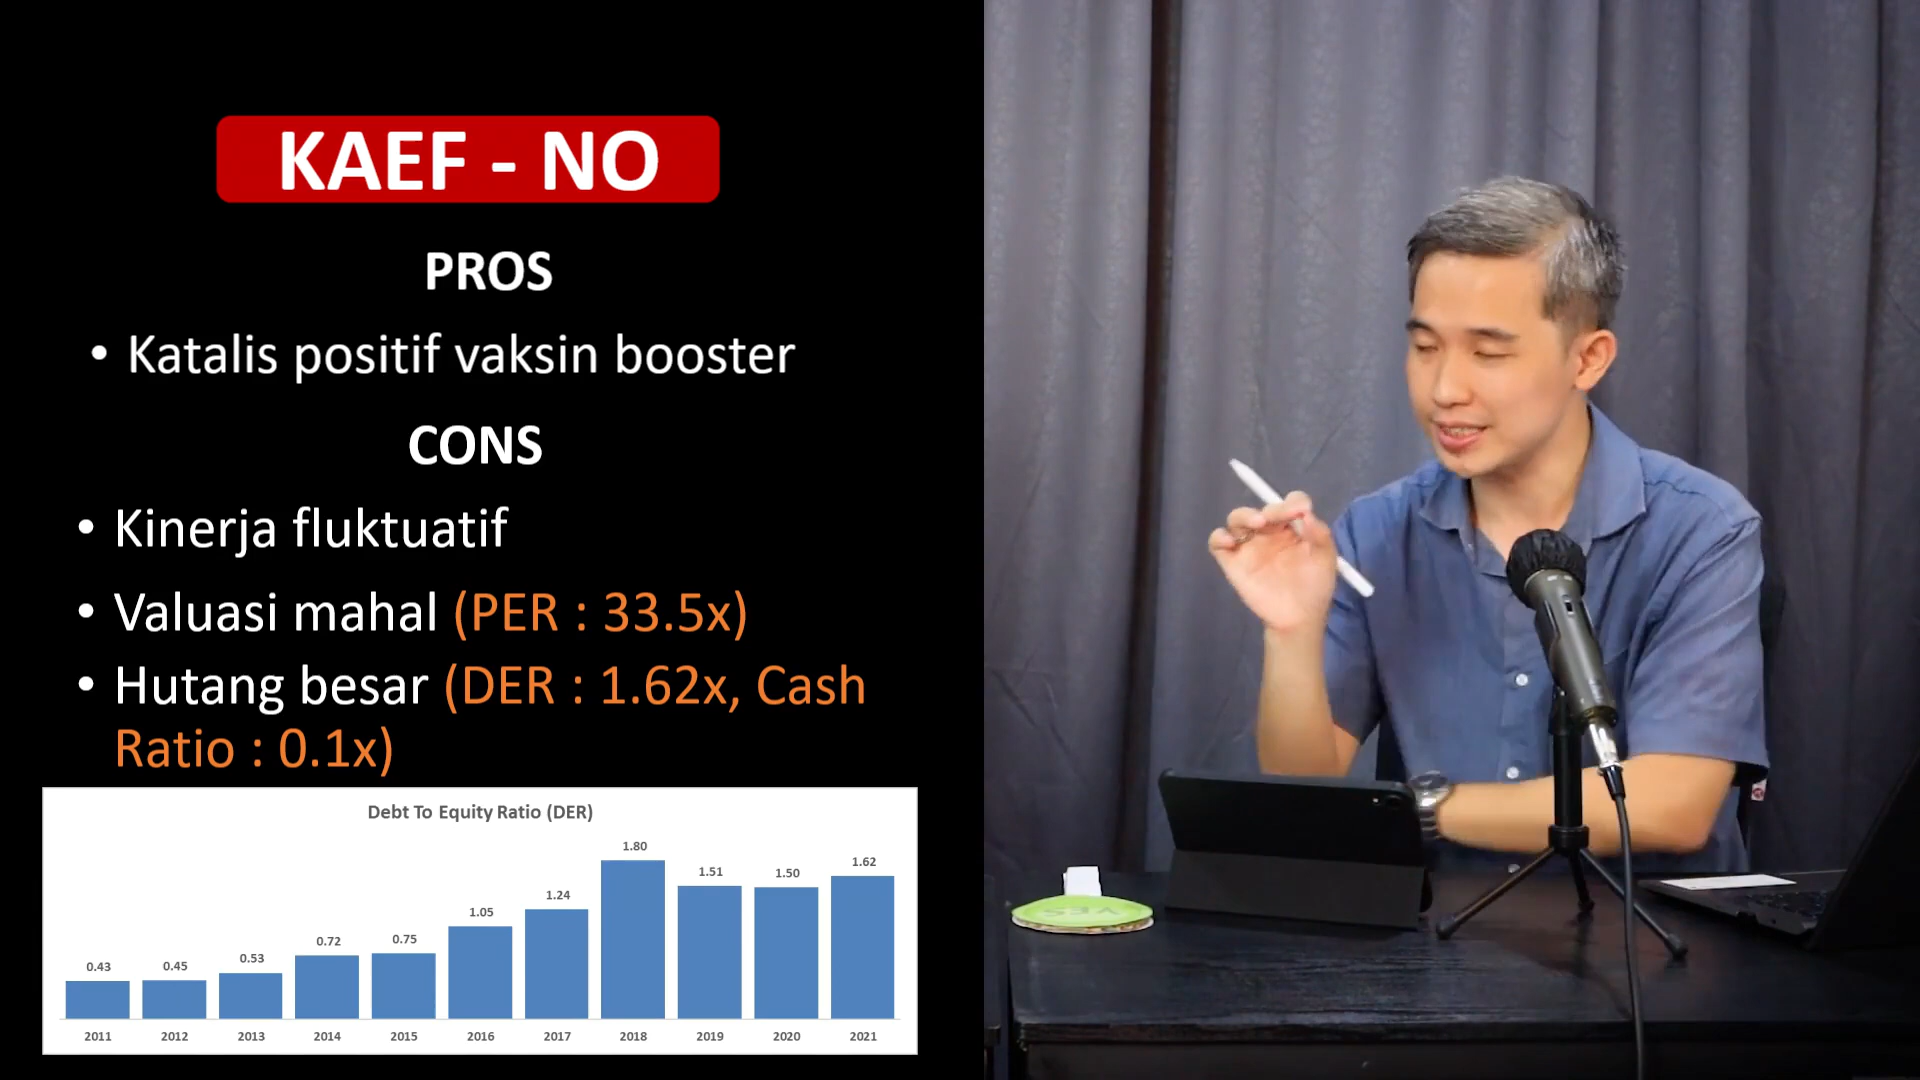 KAEF - NO
PROS
• Katalis positif vaksin booster
CONS
• Kinerja fluktuatif
• Valuasi mahal (PER : 33.5x)
• Hutang besar (DER : 1.62x, Cash
Ratio : 0.1x)
Debt To Equity Ratio (DER)
0.43 0.45 0.53 0.72 0.75 1.05 1.24 1.80 1.51 1.50 1.62
2011 2012 2013 2014 2015 2016 2017 2018 2019 2020 2021
YES